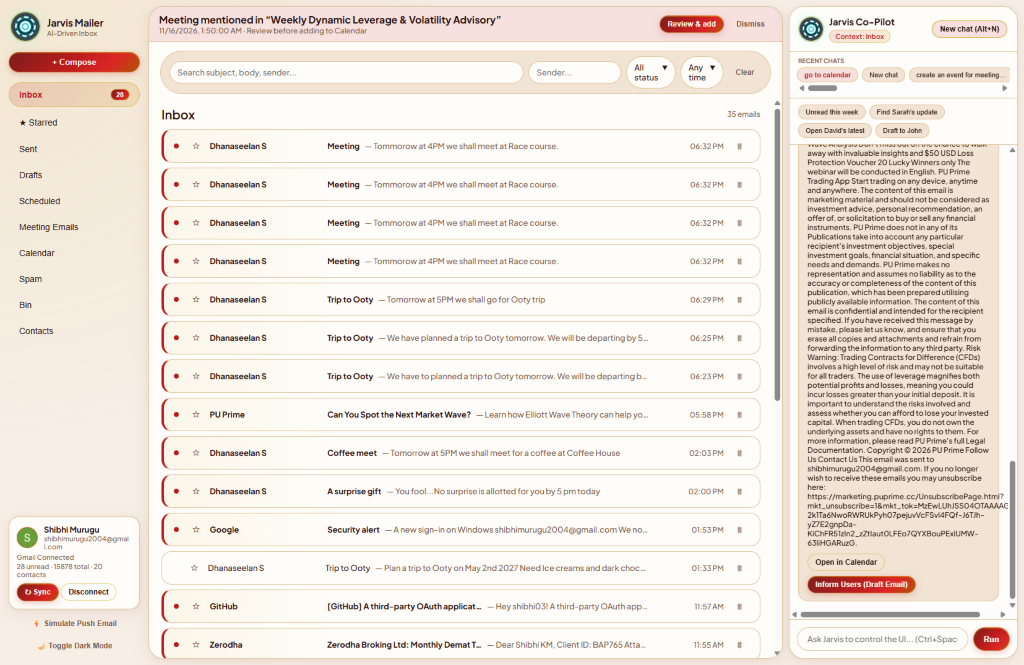 Jarvis Mailer
AI-Driven Inbox
+ Compose
Inbox 28
★ Starred
Sent
Drafts
Scheduled
Meeting Emails
Calendar
Spam
Bin
Contacts
S
Shibhi Murugu
shibhimurugu2004@gmai
l.com
Gmail Connected
28 unread · 15878 total · 20
contacts
↻ Sync Disconnect
Simulate Push Email
Toggle Dark Mode
Meeting mentioned in “Weekly Dynamic Leverage & Volatility Advisory”
11/16/2026, 1:50:00 AM · Review before adding to Calendar
Review & add Dismiss
Search subject, body, sender... Sender... All status ▼ Any time ▼ Clear
Inbox 35 emails
☆ Dhanaseelan S Meeting — Tommorow at 4PM we shall meet at Race course. 06:32 PM
☆ Dhanaseelan S Meeting — Tommorow at 4PM we shall meet at Race course. 06:32 PM
☆ Dhanaseelan S Meeting — Tommorow at 4PM we shall meet at Race course. 06:32 PM
☆ Dhanaseelan S Meeting — Tommorow at 4PM we shall meet at Race course. 06:32 PM
☆ Dhanaseelan S Trip to Ooty — Tomorrow at 5PM we shall go for Ooty trip 06:29 PM
☆ Dhanaseelan S Trip to Ooty — We have planned a trip to Ooty tomorrow. We will be departing by 5... 06:25 PM
☆ Dhanaseelan S Trip to Ooty — We have to planned a trip to Ooty tomorrow. We will be departing b... 06:23 PM
☆ PU Prime Can You Spot the Next Market Wave? — Learn how Elliott Wave Theory can help yo... 05:58 PM
☆ Dhanaseelan S Coffee meet — Tomorrow at 5PM we shall meet for a coffee at Coffee House 02:03 PM
☆ Dhanaseelan S A surprise gift — You fool...No surprise is allotted for you by 5 pm today 02:00 PM
☆ Google Security alert — A new sign-in on Windows shibhimurugu2004@gmail.com We no... 01:53 PM
☆ Dhanaseelan S Trip to Ooty — Plan a trip to Ooty on May 2nd 2027 Need Ice creams and dark choc... 01:33 PM
☆ GitHub [GitHub] A third-party OAuth applicat... — Hey shibhi03! A third-party OAuth app... 11:57 AM
☆ Zerodha Zerodha Broking Ltd: Monthly Demat T... — Dear Shibhi KM, Client ID: BAP765 Atta... 11:55 AM
Jarvis Co-Pilot
Context: Inbox
New chat (Alt+N)
RECENT CHATS
go to calendar New chat create an event for meeting...
Unread this week Find Sarah's update
Open David's latest Draft to John
Wave Analysis Don't miss out on the chance to walk
away with invaluable insights and $50 USD Loss
Protection Voucher 20 Lucky Winners only The
webinar will be conducted in English. PU Prime
Trading App Start trading on any device, anytime
and anywhere. The content of this email is
marketing material and should not be considered as
investment advice, personal recommendation, an
offer of, or solicitation to buy or sell any financial
instruments. PU Prime does not in any of its
Publications take into account any particular
recipient's investment objectives, special
investment goals, financial situation, and specific
needs and demands. PU Prime makes no
representation and assumes no liability as to the
accuracy or completeness of the content of this
publication, which has been prepared utilising
publicly available information. The content of this
email is confidential and intended for the recipient
specified. If you have received this message by
mistake, please let us know, and ensure that you
erase all copies and attachments and refrain from
forwarding the information to any third party. Risk
Warning: Trading Contracts for Difference (CFDs)
involves a high level of risk and may not be suitable
for all traders. The use of leverage magnifies both
potential profits and losses, meaning you could
incur losses greater than your initial deposit. It is
important to understand the risks involved and
assess whether you can afford to lose your invested
capital. When trading CFDs, you do not own the
underlying assets and have no rights to them. For
more information, please read PU Prime's full Legal
Documentation. Copyright © 2026 PU Prime Follow
Us Contact Us This email was sent to
shibhimurugu2004@gmail.com. If you no longer
wish to receive these emails you may unsubscribe
here:
https://marketing.puprime.cc/UnsubscribePage.html?
Open in Calendar
Inform Users (Draft Email)
Ask Jarvis to control the UI... (Ctrl+Spac Run